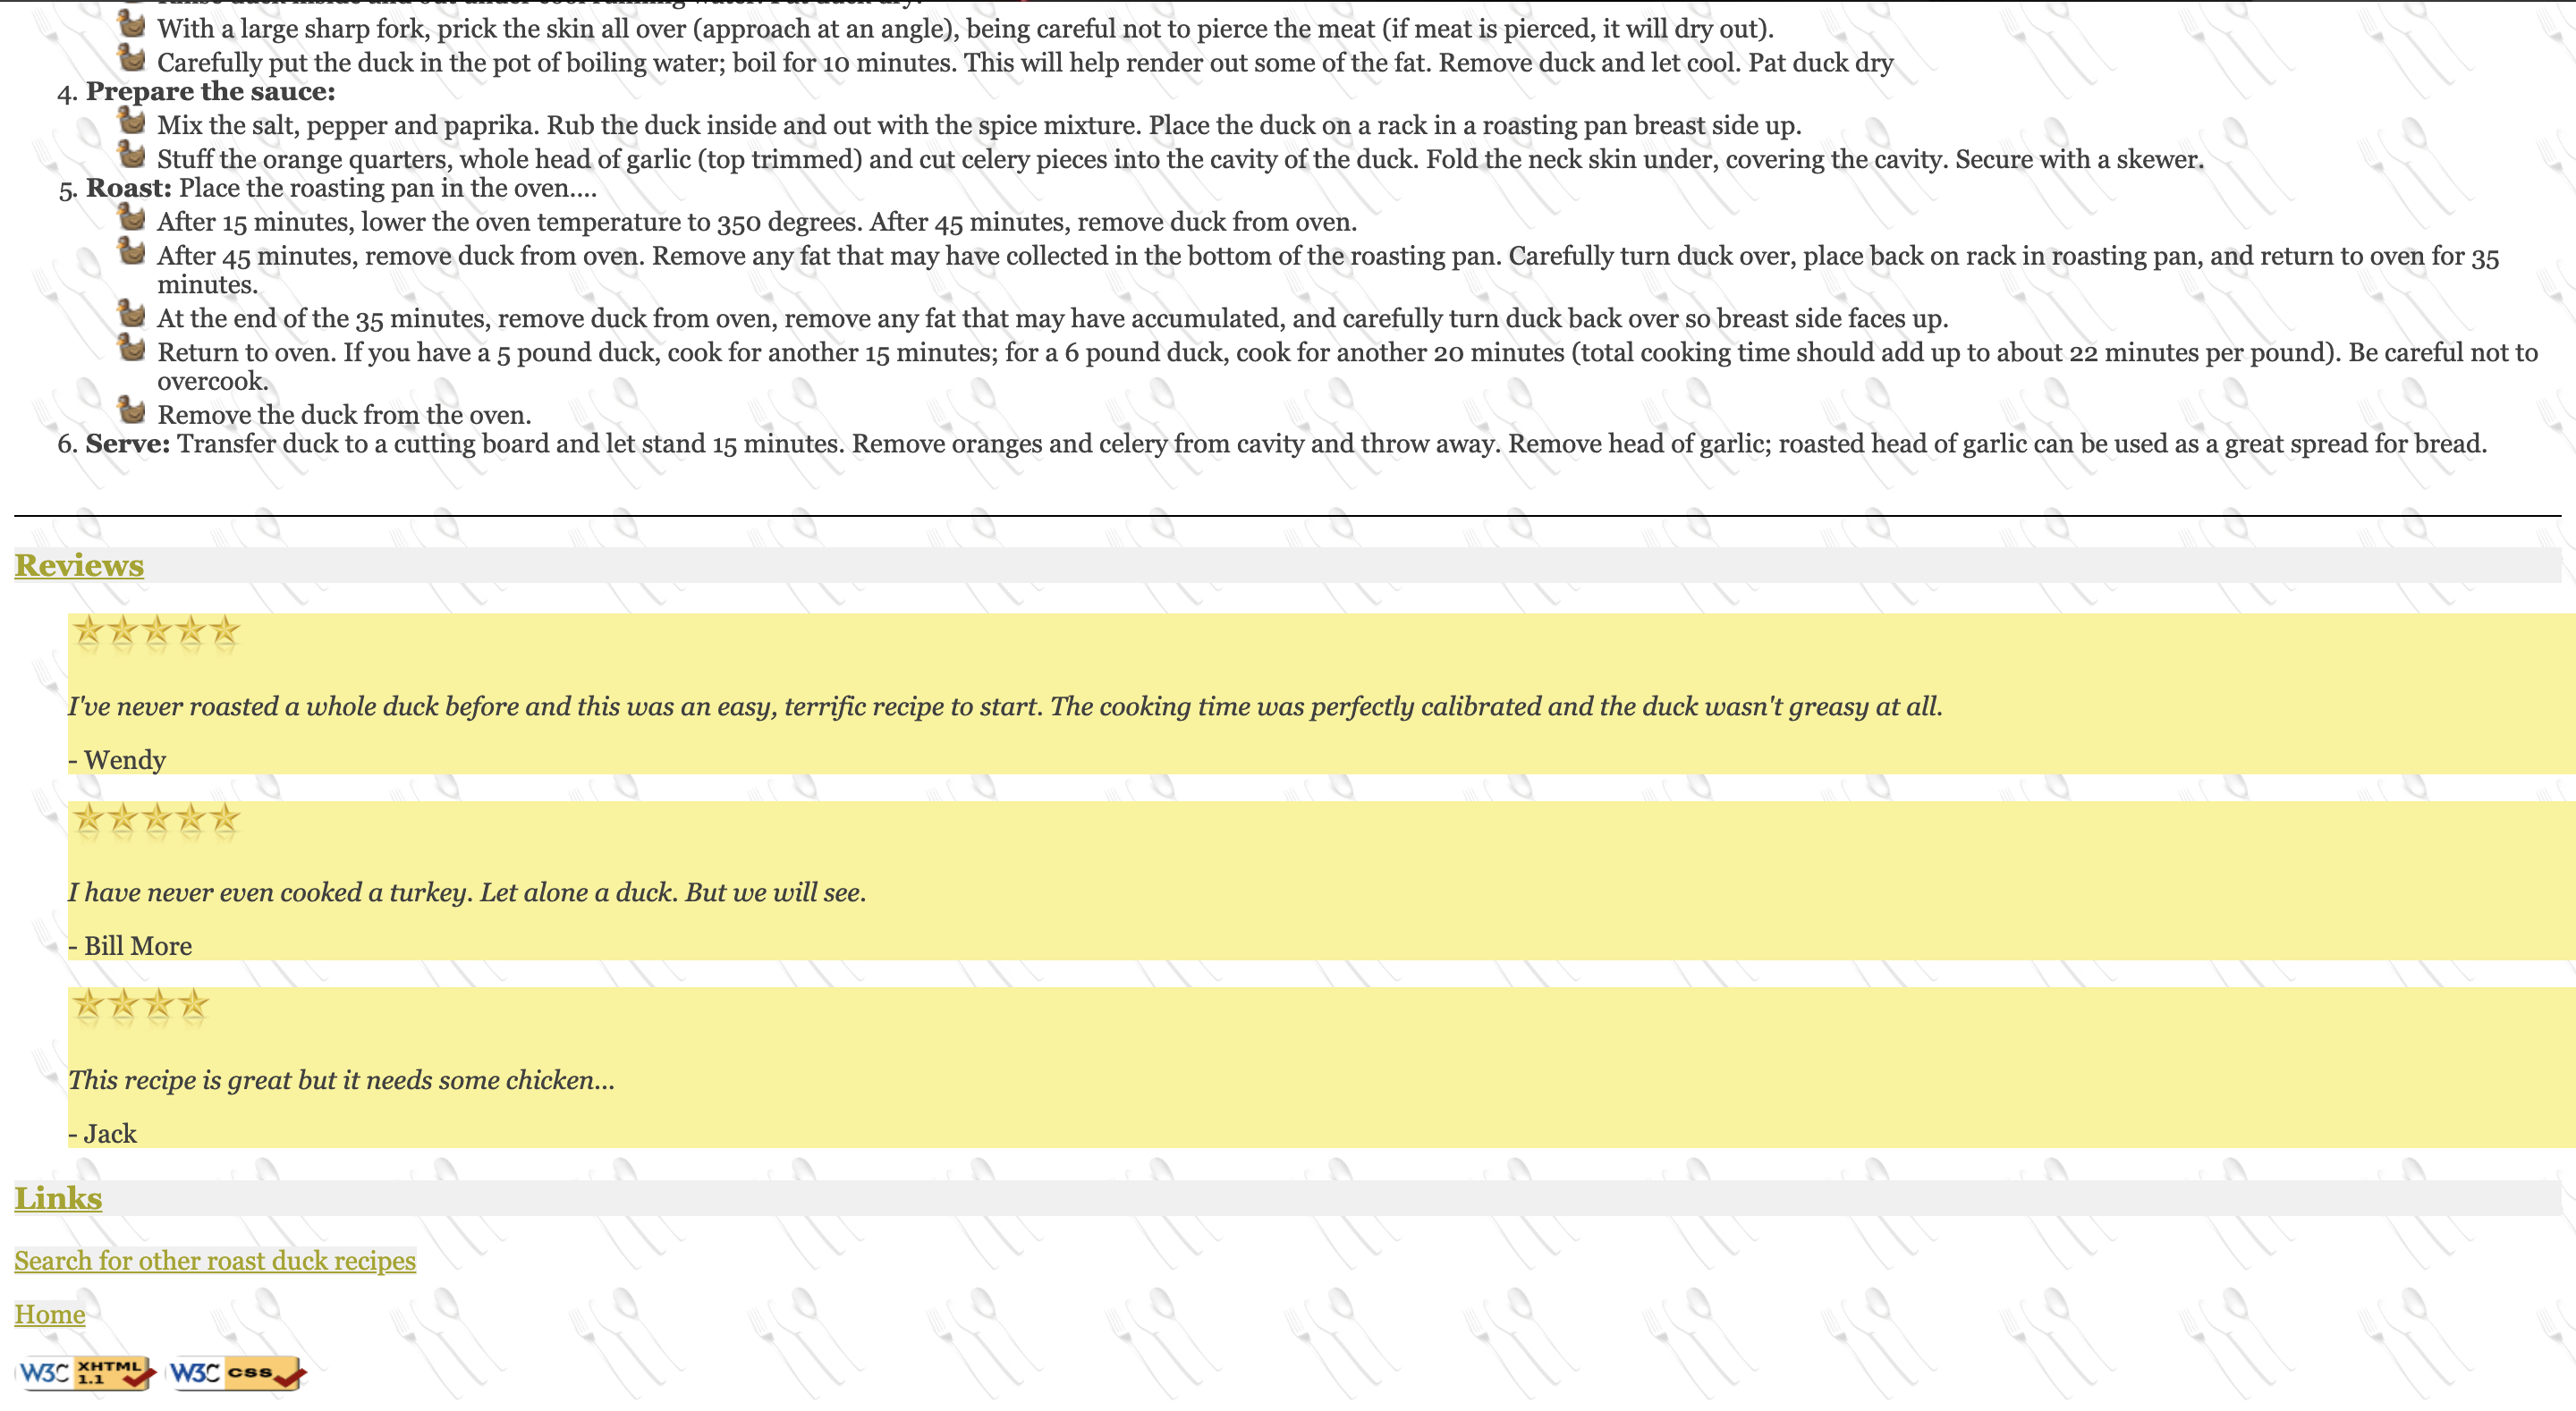 Rinse duck inside and out under cool running water. Pat duck dry.
With a large sharp fork, prick the skin all over (approach at an angle), being careful not to pierce the meat (if meat is pierced, it will dry out).
Carefully put the duck in the pot of boiling water; boil for 10 minutes. This will help render out some of the fat. Remove duck and let cool. Pat duck dry
4. Prepare the sauce:
Mix the salt, pepper and paprika. Rub the duck inside and out with the spice mixture. Place the duck on a rack in a roasting pan breast side up.
Stuff the orange quarters, whole head of garlic (top trimmed) and cut celery pieces into the cavity of the duck. Fold the neck skin under, covering the cavity. Secure with a skewer.
5. Roast: Place the roasting pan in the oven....
After 15 minutes, lower the oven temperature to 350 degrees. After 45 minutes, remove duck from oven.
After 45 minutes, remove duck from oven. Remove any fat that may have collected in the bottom of the roasting pan. Carefully turn duck over, place back on rack in roasting pan, and return to oven for 35
minutes.
At the end of the 35 minutes, remove duck from oven, remove any fat that may have accumulated, and carefully turn duck back over so breast side faces up.
Return to oven. If you have a 5 pound duck, cook for another 15 minutes; for a 6 pound duck, cook for another 20 minutes (total cooking time should add up to about 22 minutes per pound). Be careful not to
overcook.
Remove the duck from the oven.
6. Serve: Transfer duck to a cutting board and let stand 15 minutes. Remove oranges and celery from cavity and throw away. Remove head of garlic; roasted head of garlic can be used as a great spread for bread.
Reviews
I've never roasted a whole duck before and this was an easy, terrific recipe to start. The cooking time was perfectly calibrated and the duck wasn't greasy at all.
- Wendy
I have never even cooked a turkey. Let alone a duck. But we will see.
- Bill More
This recipe is great but it needs some chicken...
- Jack
Links
Search for other roast duck recipes
Home
W3C XHTML 1.1 W3C css